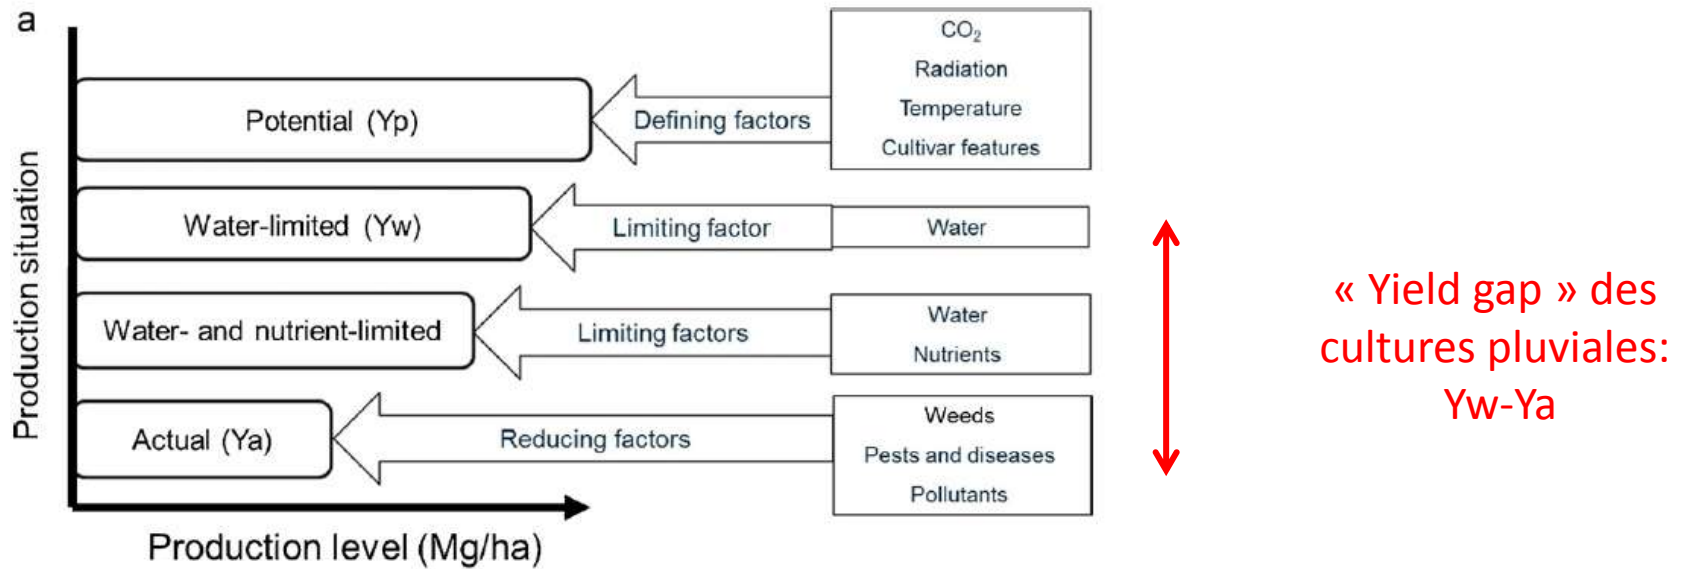 a
Production situation
Potential (Yp)
Defining factors
CO₂
Radiation
Temperature
Cultivar features
Water-limited (Yw)
Limiting factor
Water
Water- and nutrient-limited
Limiting factors
Water
Nutrients
Actual (Ya)
Reducing factors
Weeds
Pests and diseases
Pollutants
Production level (Mg/ha)
« Yield gap » des
cultures pluviales:
Yw-Ya